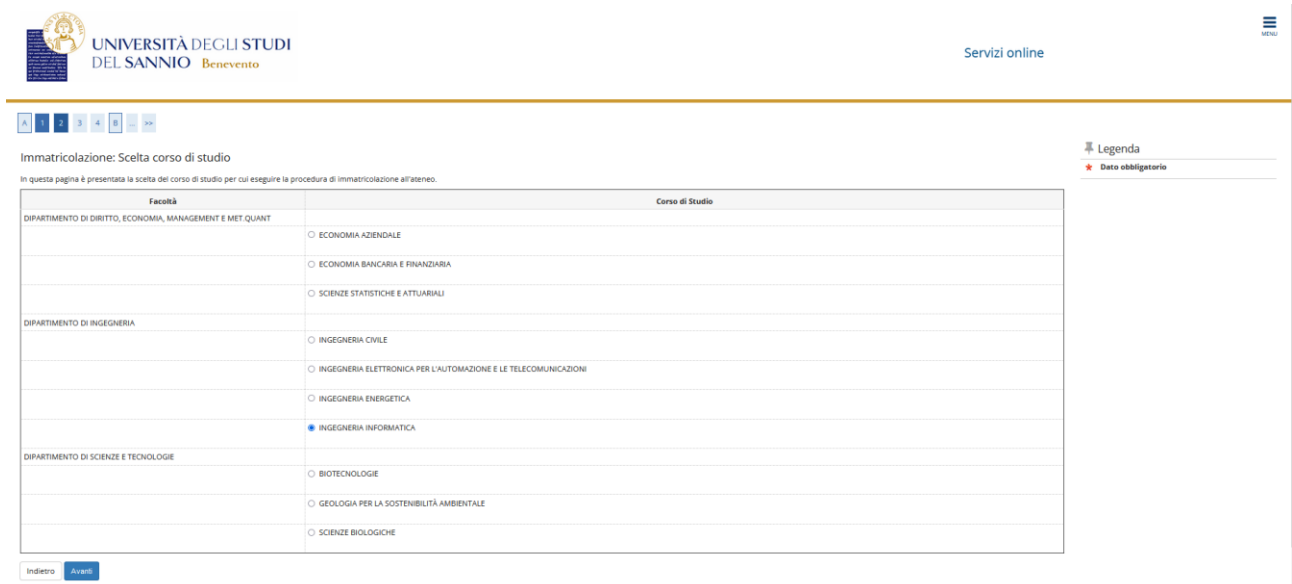 UNIVERSITÀ DEGLI STUDI
DEL SANNIO Benevento
Servizi online
MENU
A 1 2 3 4 B ... >>
Immatricolazione: Scelta corso di studio
In questa pagina è presentata la scelta del corso di studio per cui eseguire la procedura di immatricolazione all'ateneo.
Legenda
Dato obbligatorio
Facoltà Corso di Studio
DIPARTIMENTO DI DIRITTO, ECONOMIA, MANAGEMENT E MET.QUANT
ECONOMIA AZIENDALE
ECONOMIA BANCARIA E FINANZIARIA
SCIENZE STATISTICHE E ATTUARIALI
DIPARTIMENTO DI INGEGNERIA
INGEGNERIA CIVILE
INGEGNERIA ELETTRONICA PER L'AUTOMAZIONE E LE TELECOMUNICAZIONI
INGEGNERIA ENERGETICA
INGEGNERIA INFORMATICA
DIPARTIMENTO DI SCIENZE E TECNOLOGIE
BIOTECNOLOGIE
GEOLOGIA PER LA SOSTENIBILITÀ AMBIENTALE
SCIENZE BIOLOGICHE
Indietro Avanti